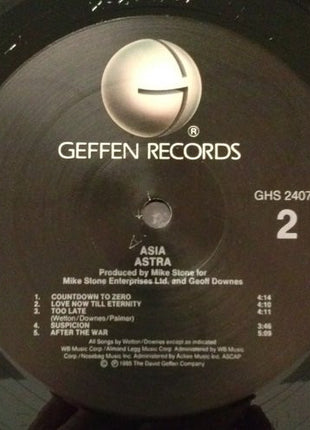 G
®
GEFFEN RECORDS
GHS 2407
2
ASIA
ASTRA
Produced by Mike Stone for
Mike Stone Enterprises Ltd. and Geoff Downes
1. COUNTDOWN TO ZERO 4:14
2. LOVE NOW TILL ETERNITY 4:10
3. TOO LATE 4:11
(Wetton/Downes/Palmer)
4. SUSPICION 3:46
5. AFTER THE WAR 5:09
All Songs by Wetton/Downes except as indicated
WB Music Corp./Almond Legg Music Corp. Administered by WB Music
Corp./Nosebag Music Inc. Administered by Ackee Music Inc. ASCAP
© ℗ 1985 The David Geffen Company